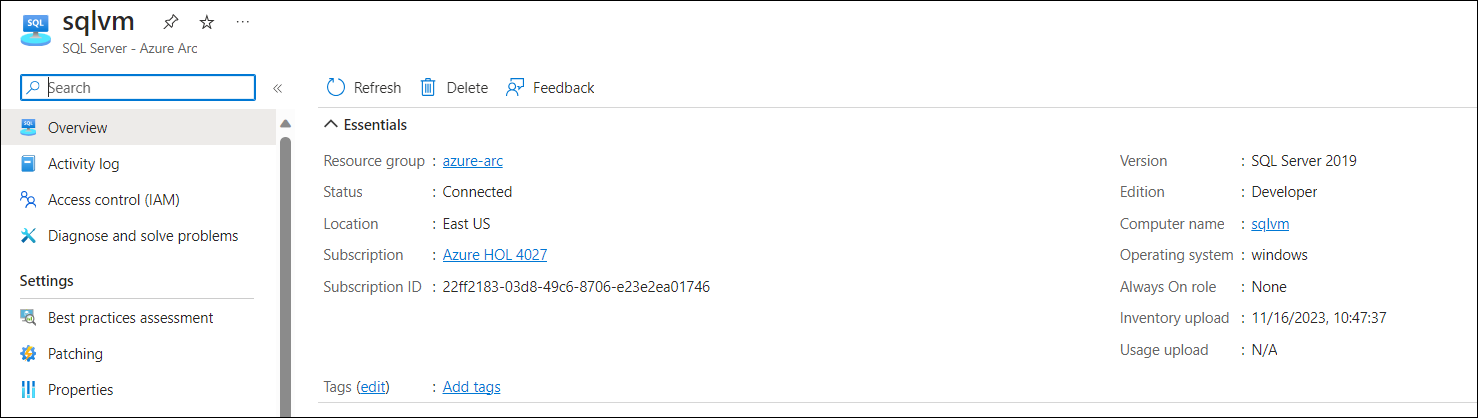 sqlvm
SQL Server - Azure Arc
Search
Overview
Activity log
Access control (IAM)
Diagnose and solve problems
Settings
Best practices assessment
Patching
Properties
Refresh Delete Feedback
Essentials
Resource group : azure-arc
Status : Connected
Location : East US
Subscription : Azure HOL 4027
Subscription ID : 22ff2183-03d8-49c6-8706-e23e2ea01746
Version : SQL Server 2019
Edition : Developer
Computer name : sqlvm
Operating system : windows
Always On role : None
Inventory upload : 11/16/2023, 10:47:37
Usage upload : N/A
Tags (edit) : Add tags